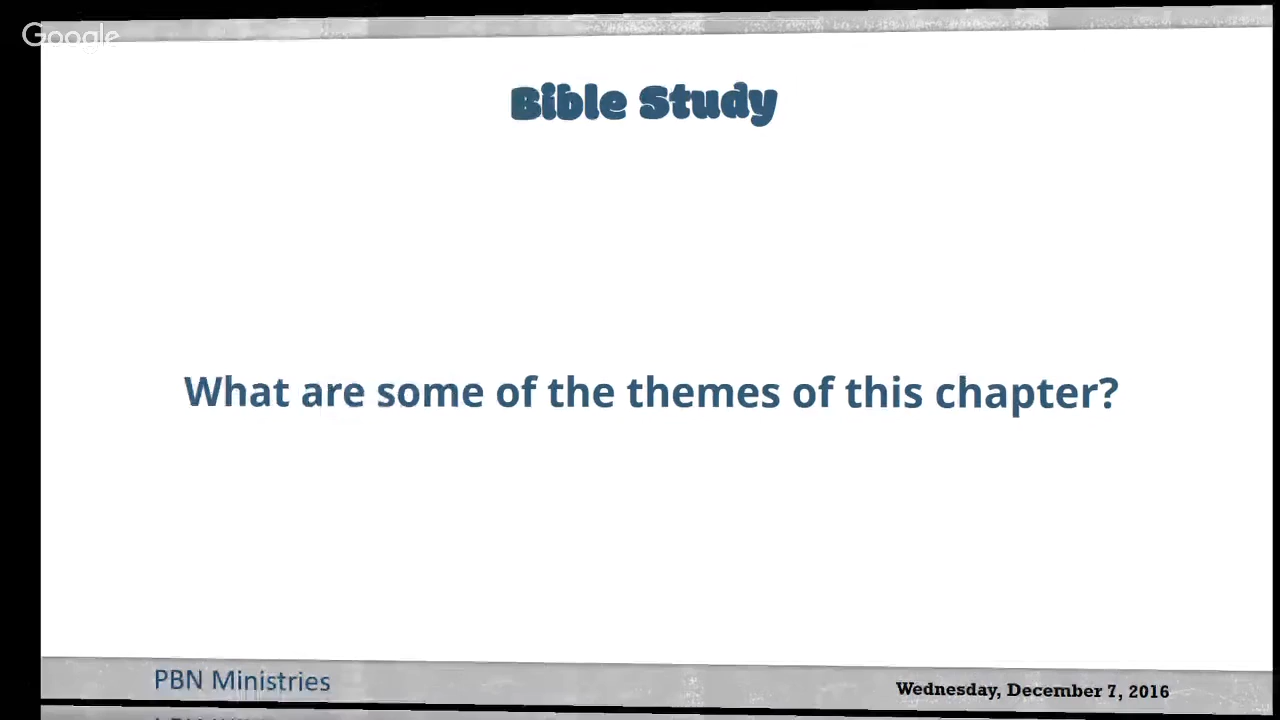 Google
Bible Study
What are some of the themes of this chapter?
PBN Ministries
Wednesday, December 7, 2016